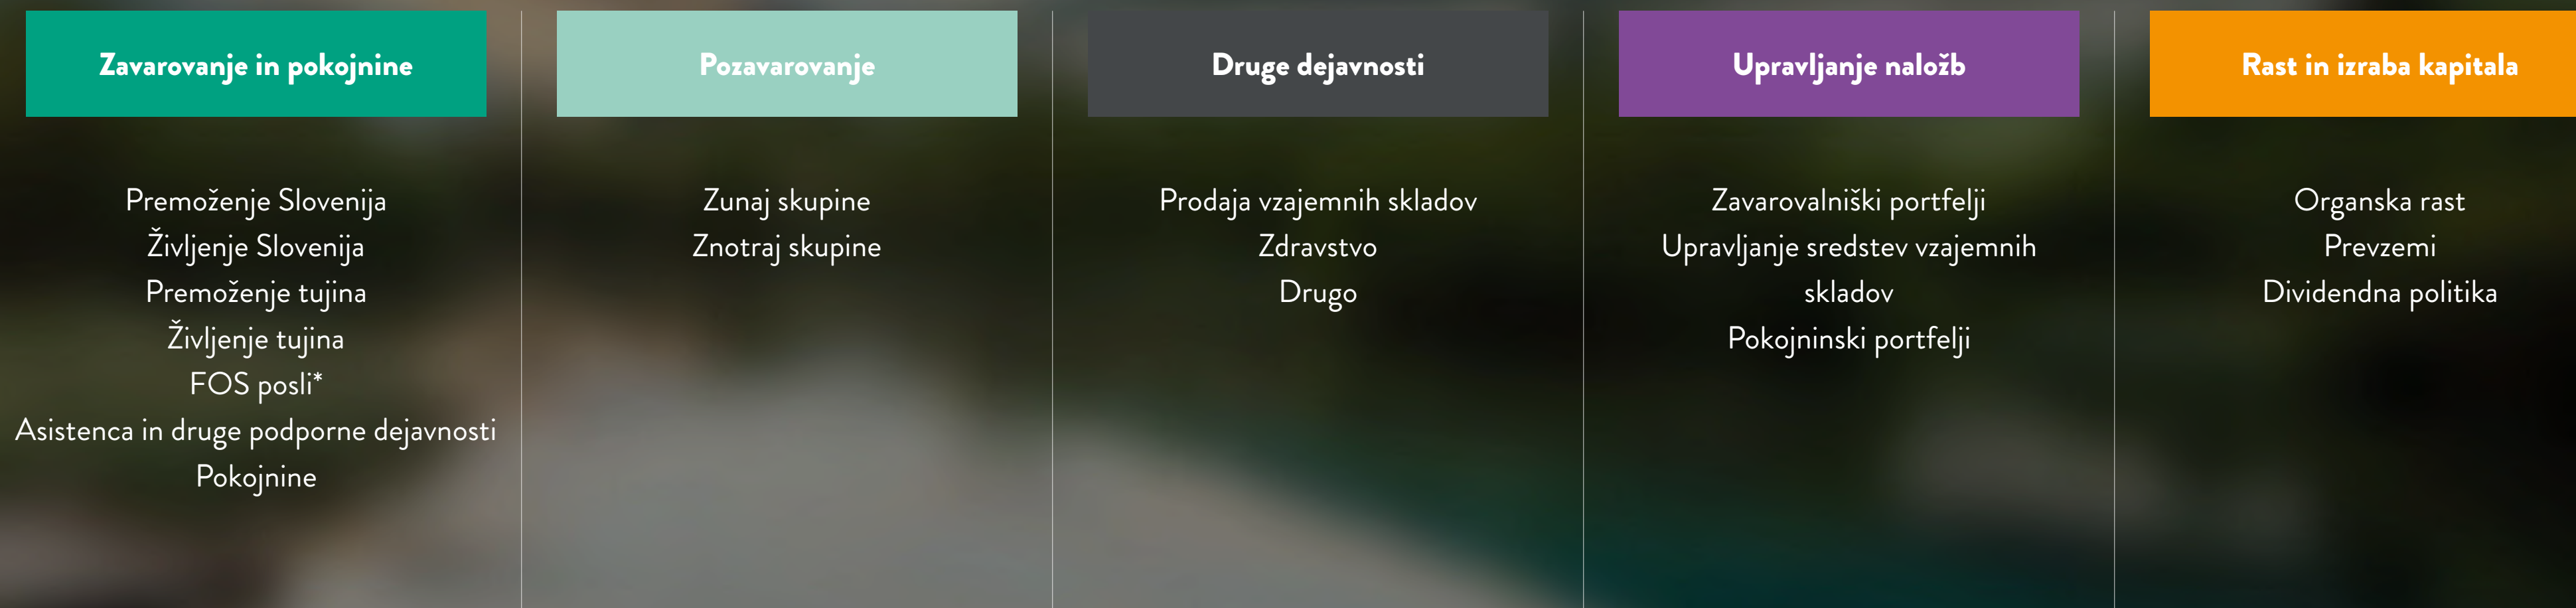 Zavarovanje in pokojnine
Premoženje Slovenija
Življenje Slovenija
Premoženje tujina
Življenje tujina
FOS posli*
Asistenca in druge podporne dejavnosti
Pokojnine
Pozavarovanje
Zunaj skupine
Znotraj skupine
Druge dejavnosti
Prodaja vzajemnih skladov
Zdravstvo
Drugo
Upravljanje naložb
Zavarovalniški portfelji
Upravljanje sredstev vzajemnih
skladov
Pokojninski portfelji
Rast in izraba kapitala
Organska rast
Prevzemi
Dividendna politika